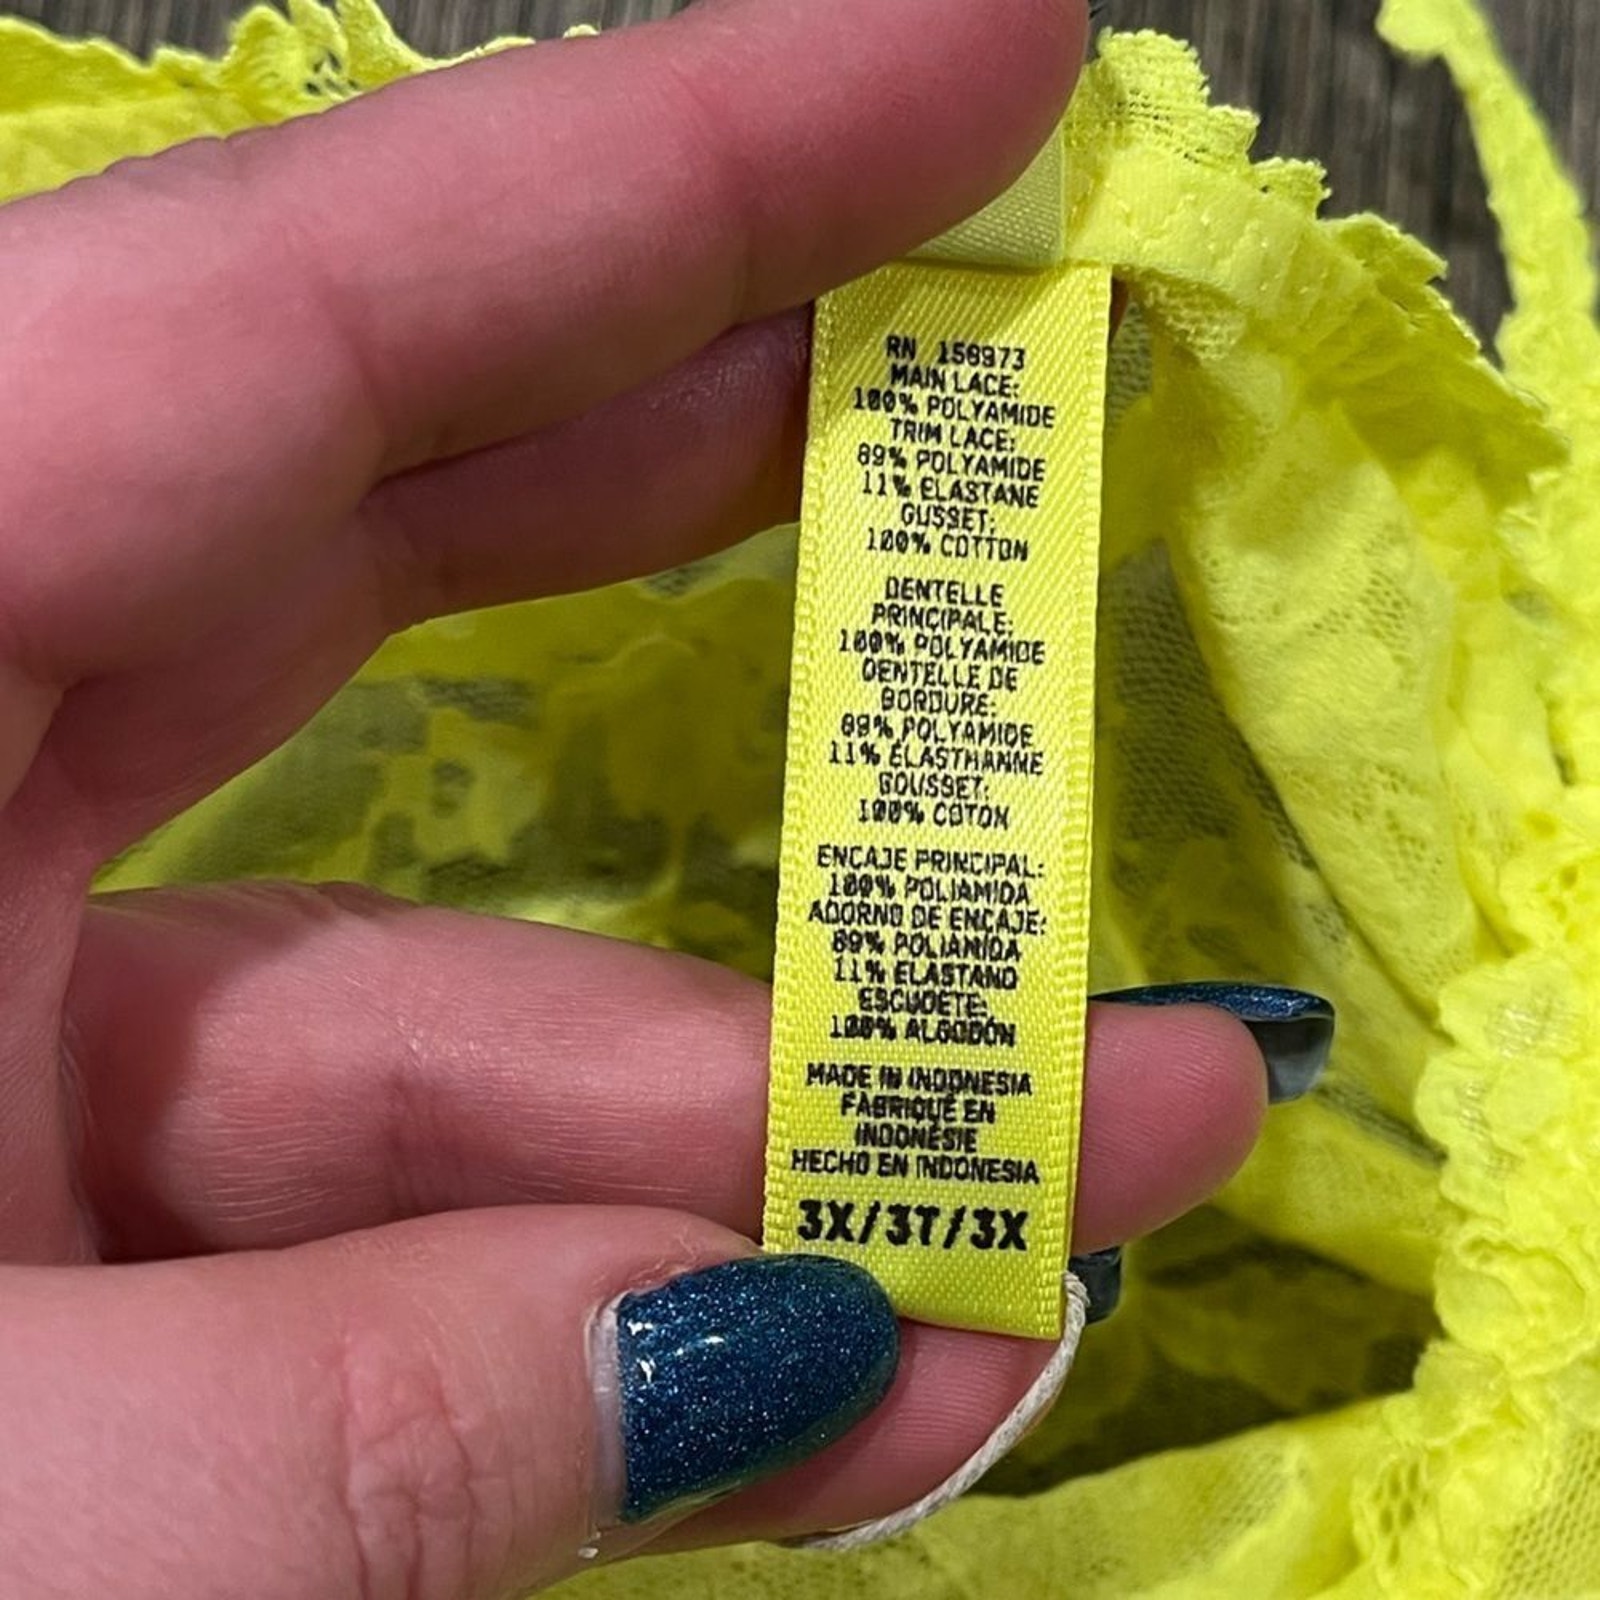 RN 158973
MAIN LACE:
100% POLYAMIDE
TRIM LACE:
89% POLYAMIDE
11% ELASTANE
GUSSET:
100% COTTON
DENTELLE
PRINCIPALE:
100% POLYAMIDE
DENTELLE DE
BORDURE:
89% POLYAMIDE
11% ÉLASTHANNE
GOUSSET:
100% COTON
ENCAJE PRINCIPAL:
100% POLIAMIDA
ADORNO DE ENCAJE:
89% POLIAMIDA
11% ELASTANO
ESCUDETE:
100% ALGODÓN
MADE IN INDONESIA
FABRIQUÉ EN
INDONÉSIE
HECHO EN INDONESIA
3X/3T/3X